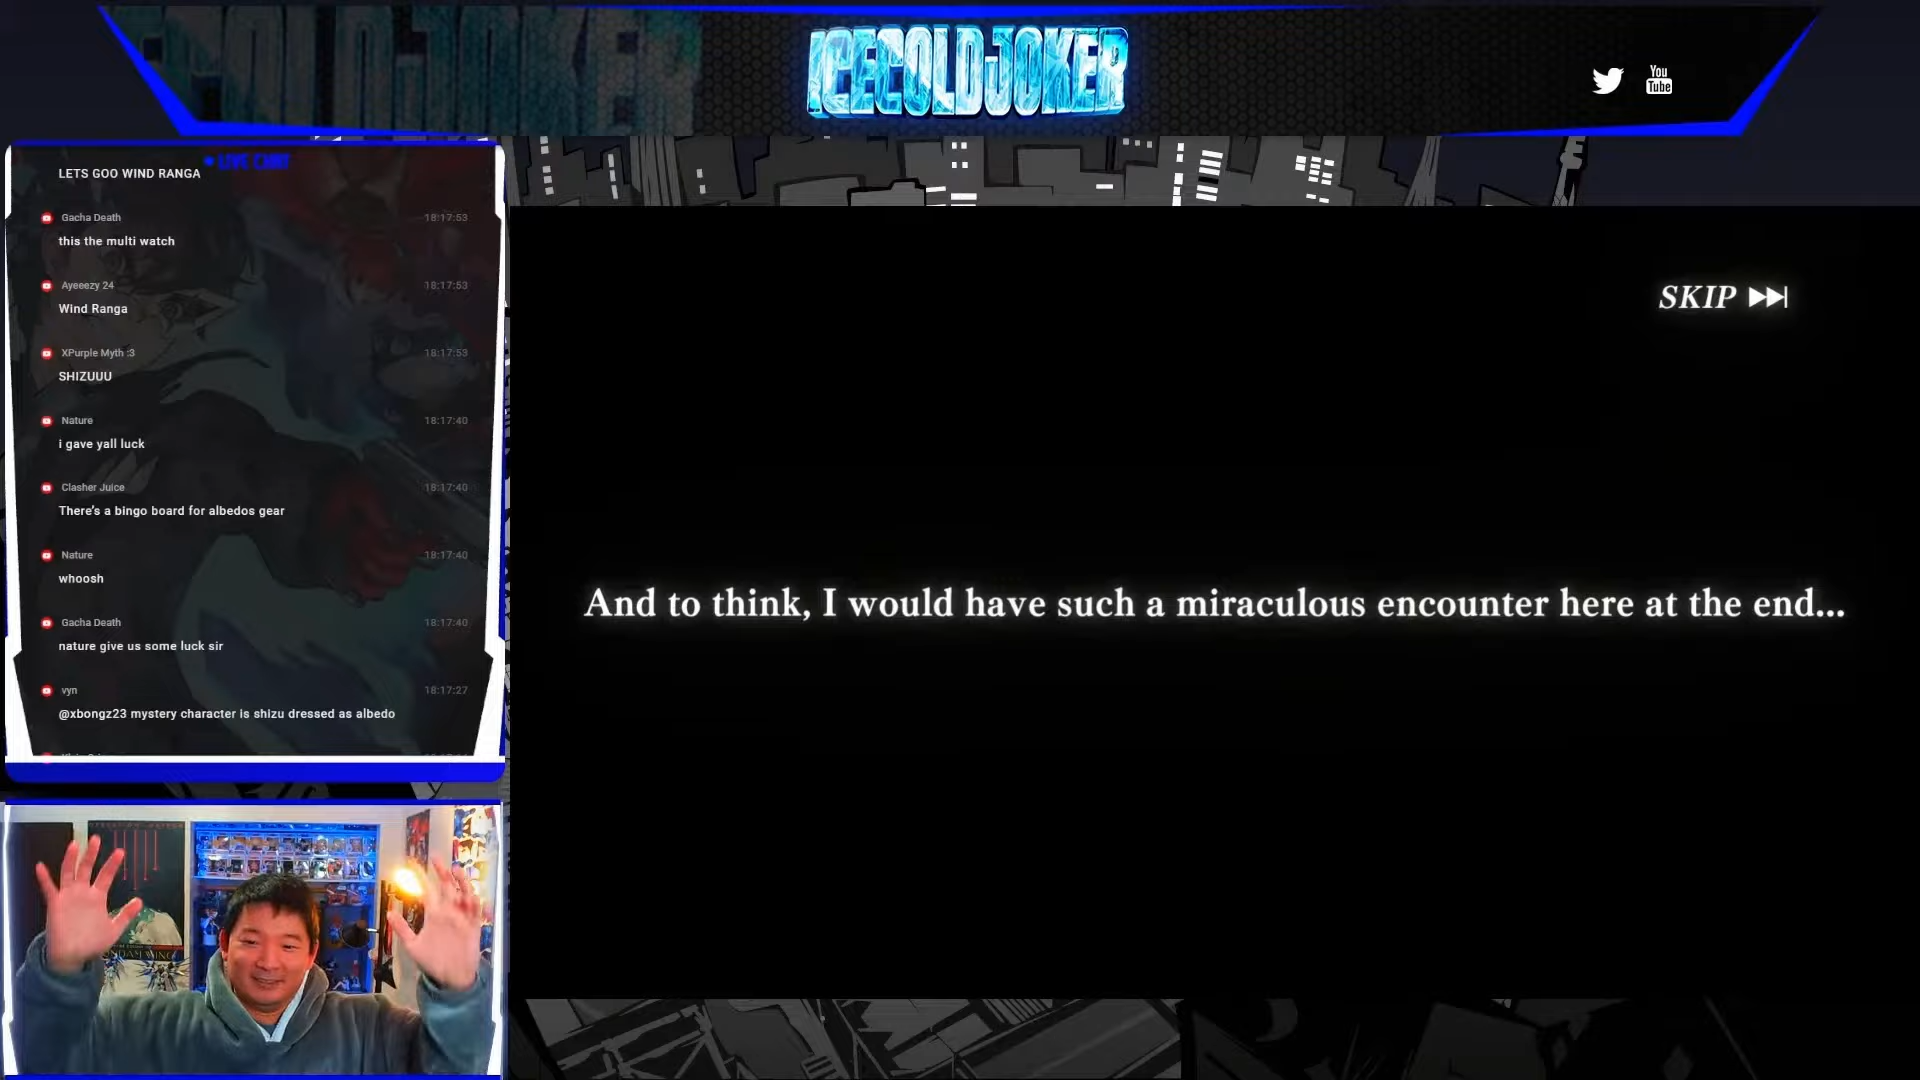 ICECOLDJOKER
You
Tube
LIVE CHAT
LETS GOO WIND RANGA
Gacha Death 18:17:53
this the multi watch
Ayeeezy 24 18:17:53
Wind Ranga
XPurple Myth :3 18:17:53
SHIZUUU
Nature 18:17:40
i gave yall luck
Clasher Juice 18:17:40
There's a bingo board for albedos gear
Nature 18:17:40
whoosh
Gacha Death 18:17:40
nature give us some luck sir
vyn 18:17:27
@xbongz23 mystery character is shizu dressed as albedo
SKIP
And to think, I would have such a miraculous encounter here at the end...